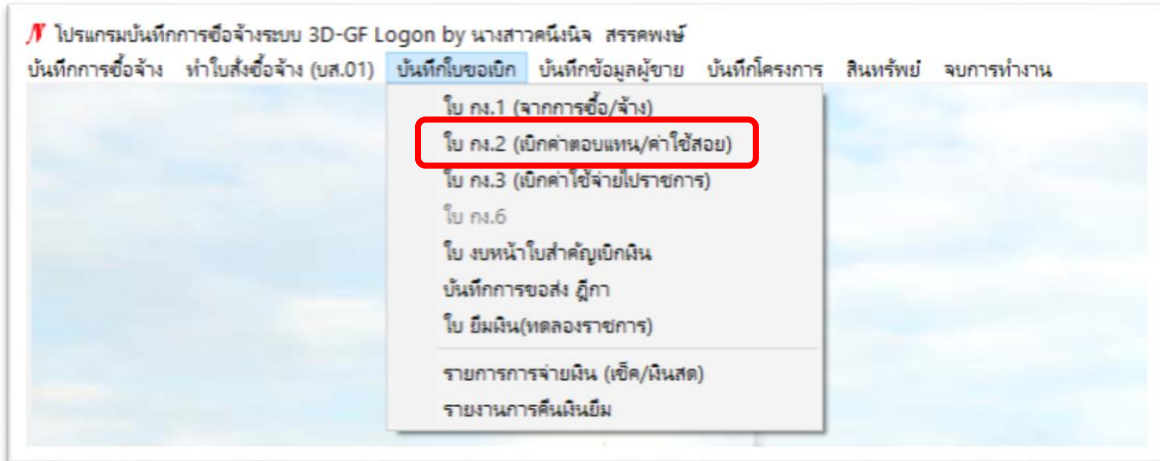 โปรแกรมบันทึกการซื้อจ้างระบบ 3D-GF Logon by นางสาวคนึงนิจ สรรคพงษ์
บันทึกการซื้อจ้าง ทำใบสั่งซื้อจ้าง (บส.01) บันทึกใบขอเบิก บันทึกข้อมูลผู้ขาย บันทึกโครงการ สินทรัพย์ จบการทำงาน
ใบ กง.1 (จากการซื้อ/จ้าง)
ใบ กง.2 (เบิกค่าตอบแทน/ค่าใช้สอย)
ใบ กง.3 (เบิกค่าใช้จ่ายไปราชการ)
ใบ กง.6
ใบ งบหน้าใบสำคัญเบิกเงิน
บันทึกการขอส่ง ฎีกา
ใบ ยืมเงิน(ทดลองราชการ)
รายการการจ่ายเงิน (เช็ค/เงินสด)
รายงานการคืนเงินยืม